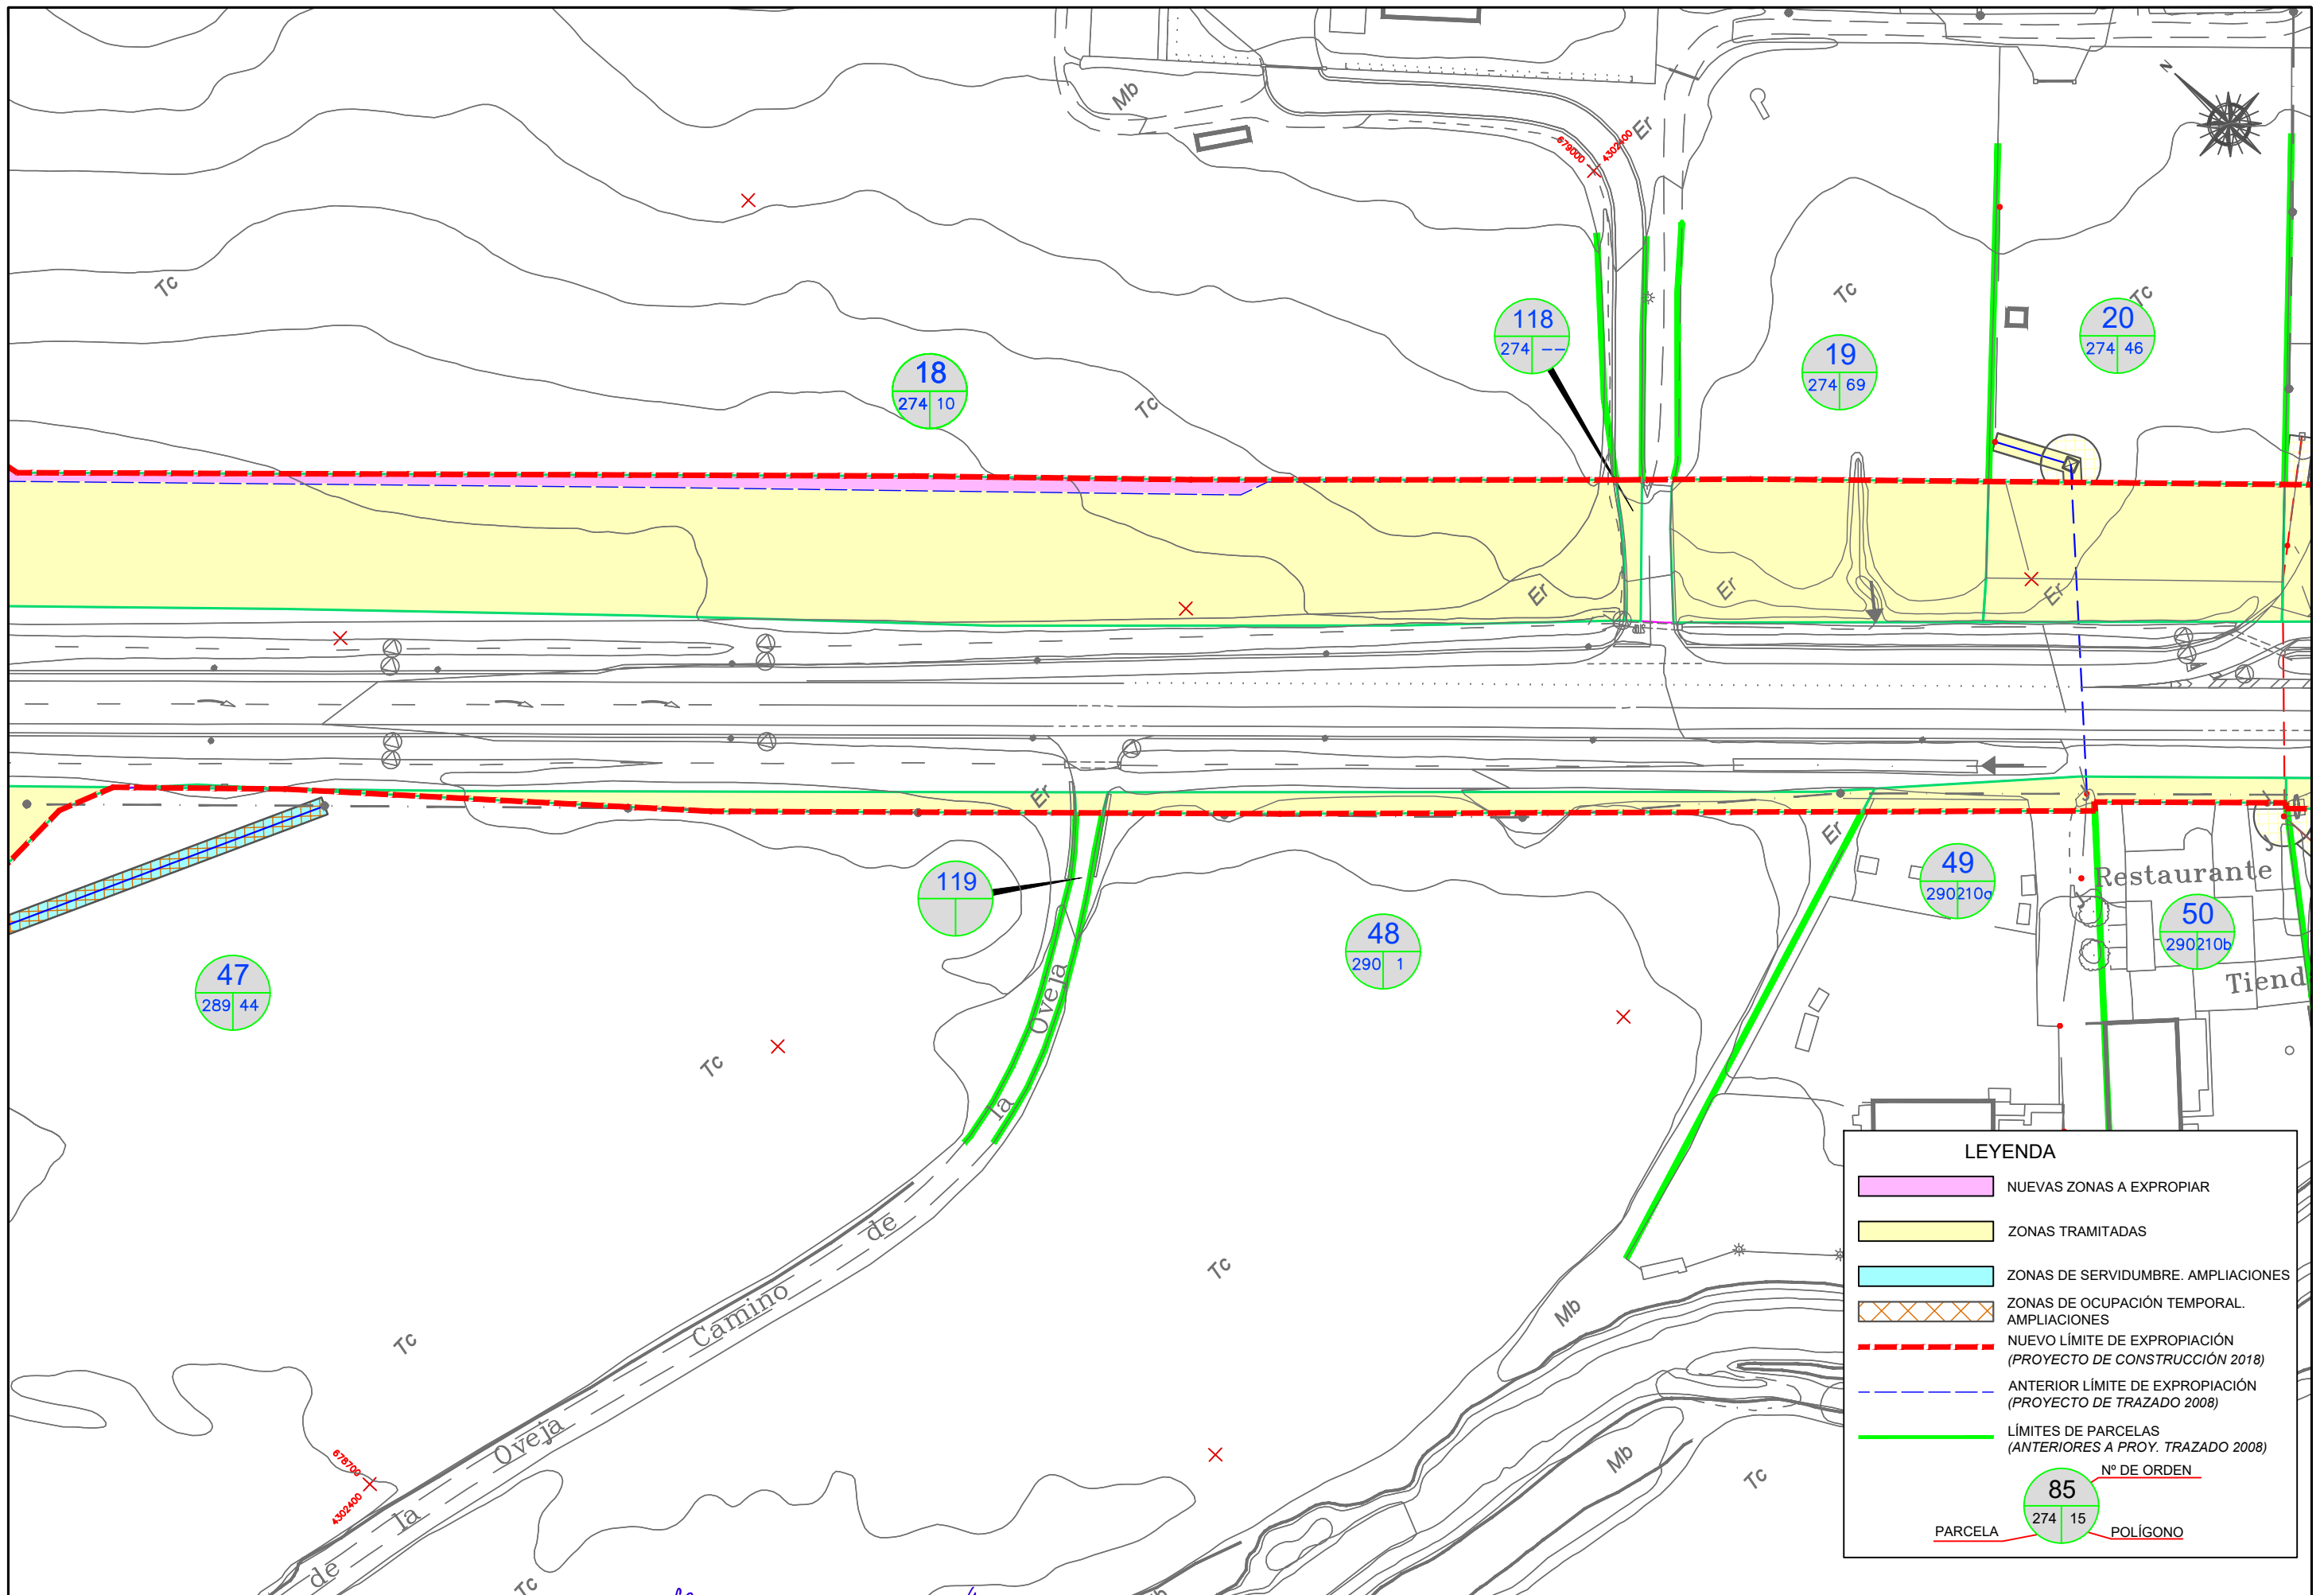 Mb
Er
679000
4302400
N
Tc
Tc
Tc
118
274 --
20
274 46
19
274 69
18
274 10
Tc
Er
Er
Er
Er
Er
119
49
290 210a
Restaurante
50
290 210b
Tiend
48
290 1
47
289 44
Tc
Oveja
la
de
Camino
Tc
Tc
Mb
Oveja
678700
4302400
la
de
Tc
Mb
Tc
LEYENDA
NUEVAS ZONAS A EXPROPIAR
ZONAS TRAMITADAS
ZONAS DE SERVIDUMBRE. AMPLIACIONES
ZONAS DE OCUPACIÓN TEMPORAL.
AMPLIACIONES
NUEVO LÍMITE DE EXPROPIACIÓN
(PROYECTO DE CONSTRUCCIÓN 2018)
ANTERIOR LÍMITE DE EXPROPIACIÓN
(PROYECTO DE TRAZADO 2008)
LÍMITES DE PARCELAS
(ANTERIORES A PROY. TRAZADO 2008)
Nº DE ORDEN
85
274 15
PARCELA
POLÍGONO